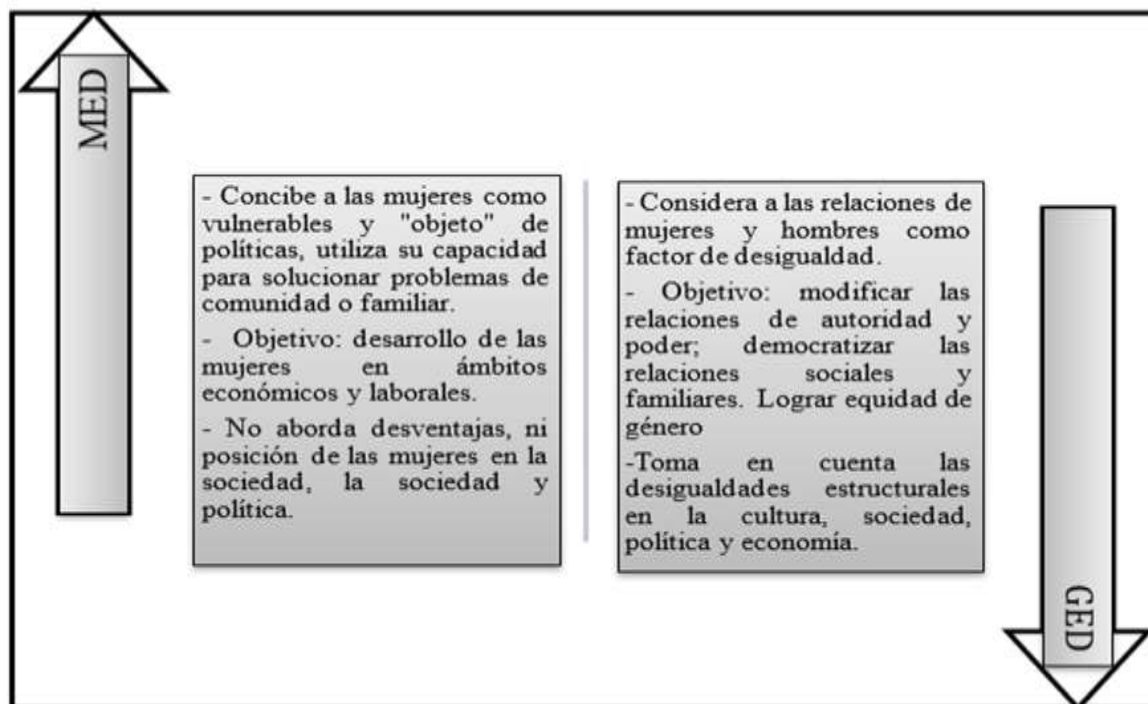 MED
- Concibe a las mujeres como
vulnerables y "objeto" de
políticas, utiliza su capacidad
para solucionar problemas de
comunidad o familiar.
- Objetivo: desarrollo de las
mujeres en ámbitos
económicos y laborales.
- No aborda desventajas, ni
posición de las mujeres en la
sociedad, la sociedad y
política.
- Considera a las relaciones de
mujeres y hombres como
factor de desigualdad.
- Objetivo: modificar las
relaciones de autoridad y
poder; democratizar las
relaciones sociales y
familiares. Lograr equidad de
género
-Toma en cuenta las
desigualdades estructurales
en la cultura, sociedad,
política y economía.
GED